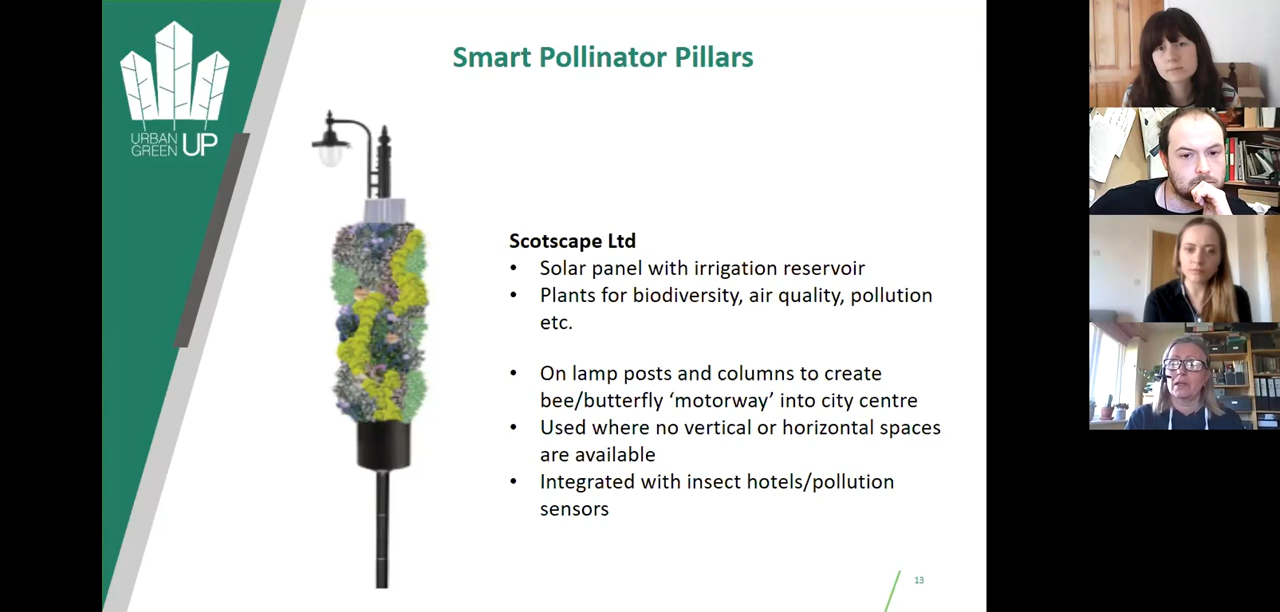 Smart Pollinator Pillars
URBAN
GREEN UP
Scotscape Ltd
• Solar panel with irrigation reservoir
• Plants for biodiversity, air quality, pollution
etc.
• On lamp posts and columns to create
bee/butterfly ‘motorway’ into city centre
• Used where no vertical or horizontal spaces
are available
• Integrated with insect hotels/pollution
sensors
13